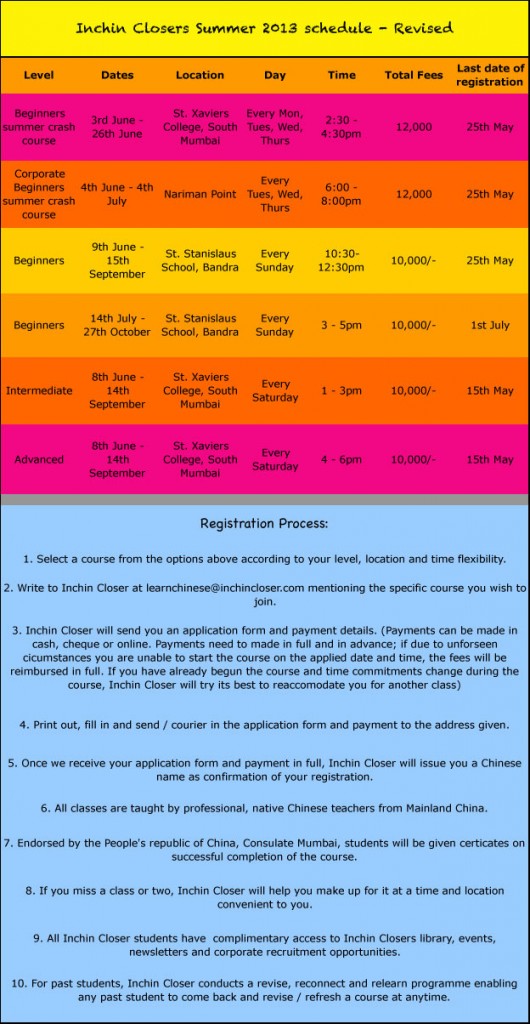 Inchin Closers Summer 2013 schedule - Revised
Level Dates Location Day Time Total Fees Last date of registration
Beginners summer crash course 3rd June - 26th June St. Xaviers College, South Mumbai Every Mon, Tues, Wed, Thurs 2:30 - 4:30pm 12,000 25th May
Corporate Beginners summer crash course 4th June - 4th July Nariman Point Every Tues, Wed, Thurs 6:00 - 8:00pm 12,000 25th May
Beginners 9th June - 15th September St. Stanislaus School, Bandra Every Sunday 10:30-12:30pm 10,000/- 25th May
Beginners 14th July - 27th October St. Stanislaus School, Bandra Every Sunday 3 - 5pm 10,000/- 1st July
Intermediate 8th June - 14th September St. Xaviers College, South Mumbai Every Saturday 1 - 3pm 10,000/- 15th May
Advanced 8th June - 14th September St. Xaviers College, South Mumbai Every Saturday 4 - 6pm 10,000/- 15th May
Registration Process:
1. Select a course from the options above according to your level, location and time flexibility.
2. Write to Inchin Closer at learnchinese@inchincloser.com mentioning the specific course you wish to
join.
3. Inchin Closer will send you an application form and payment details. (Payments can be made in
cash, cheque or online. Payments need to made in full and in advance; if due to unforseen
cicumstances you are unable to start the course on the applied date and time, the fees will be
reimbursed in full. If you have already begun the course and time commitments change during the
course, Inchin Closer will try its best to reaccomodate you for another class)
4. Print out, fill in and send / courier in the application form and payment to the address given.
5. Once we receive your application form and payment in full, Inchin Closer will issue you a Chinese
name as confirmation of your registration.
6. All classes are taught by professional, native Chinese teachers from Mainland China.
7. Endorsed by the People's republic of China, Consulate Mumbai, students will be given certicates on
successful completion of the course.
8. If you miss a class or two, Inchin Closer will help you make up for it at a time and location
convenient to you.
9. All Inchin Closer students have complimentary access to Inchin Closers library, events,
newsletters and corporate recruitment opportunities.
10. For past students, Inchin Closer conducts a revise, reconnect and relearn programme enabling
any past student to come back and revise / refresh a course at anytime.